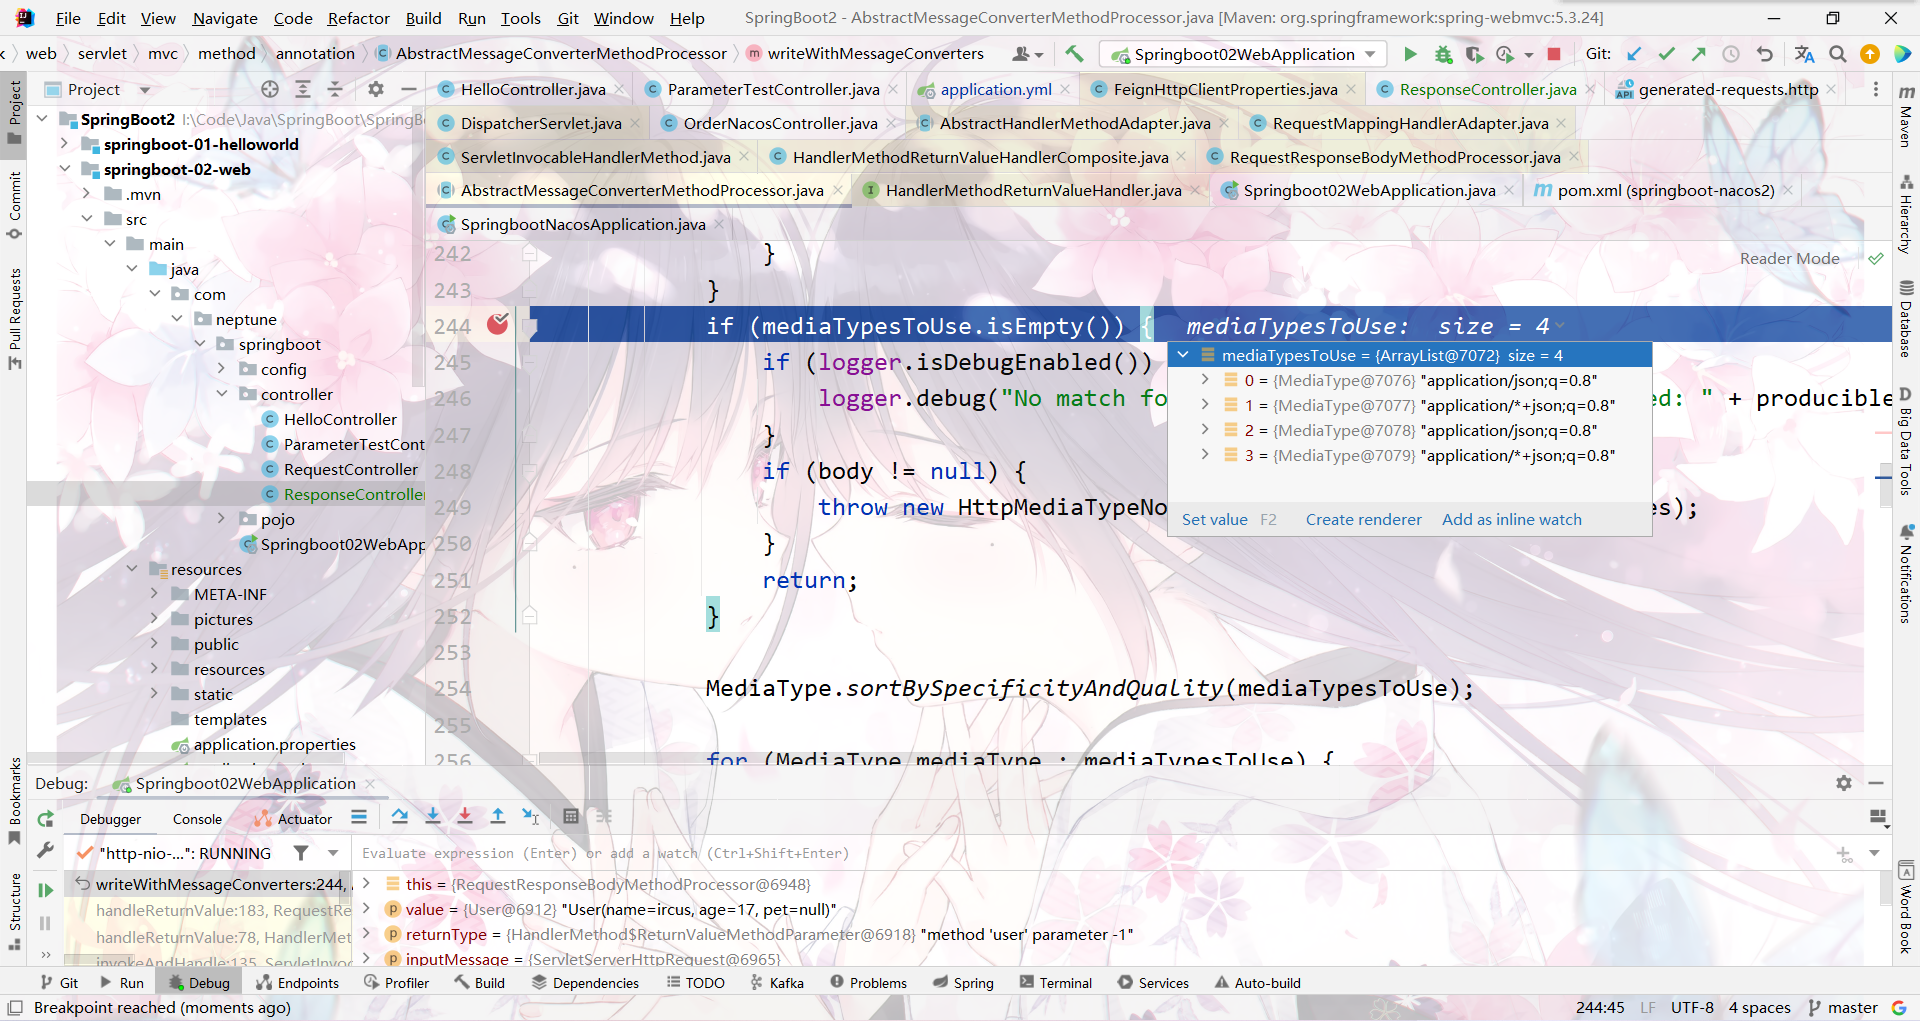 File Edit View Navigate Code Refactor Build Run Tools Git Window Help SpringBoot2 - AbstractMessageConverterMethodProcessor.java [Maven: org.springframework:spring-webmvc:5.3.24]
web servlet mvc method annotation AbstractMessageConverterMethodProcessor writeWithMessageConverters Springboot02WebApplication Git:
Project HelloController.java ParameterTestController.java application.yml FeignHttpClientProperties.java ResponseController.java generated-requests.http
DispatcherServlet.java OrderNacosController.java AbstractHandlerMethodAdapter.java RequestMappingHandlerAdapter.java
ServletInvocableHandlerMethod.java HandlerMethodReturnValueHandlerComposite.java RequestResponseBodyMethodProcessor.java
AbstractMessageConverterMethodProcessor.java HandlerMethodReturnValueHandler.java Springboot02WebApplication.java pom.xml (springboot-nacos2)
SpringbootNacosApplication.java
Project
Commit
Pull Requests
Bookmarks
Structure
SpringBoot2 I:\Code\Java\SpringBoot\SpringB
springboot-01-helloworld
springboot-02-web
.mvn
src
main
java
com
neptune
springboot
config
controller
HelloController
ParameterTestCont
RequestController
ResponseController
pojo
Springboot02WebApp
resources
META-INF
pictures
public
resources
static
templates
application.properties
Reader Mode
242 }
243 }
244 if (mediaTypesToUse.isEmpty()) { mediaTypesToUse: size = 4
245 if (logger.isDebugEnabled())
246 logger.debug("No match fo ed: " + producible
247 }
248 if (body != null) {
249 throw new HttpMediaTypeNo es);
250 }
251 return;
252 }
253
254 MediaType.sortBySpecificityAndQuality(mediaTypesToUse);
255
256 for (MediaType mediaType : mediaTypesToUse) {
mediaTypesToUse = {ArrayList@7072} size = 4
0 = {MediaType@7076} "application/json;q=0.8"
1 = {MediaType@7077} "application/*+json;q=0.8"
2 = {MediaType@7078} "application/json;q=0.8"
3 = {MediaType@7079} "application/*+json;q=0.8"
Set value F2 Create renderer Add as inline watch
Maven
Hierarchy
Database
Big Data Tools
Notifications
Word Book
Debug: Springboot02WebApplication
Debugger Console Actuator
"http-nio-...": RUNNING Evaluate expression (Enter) or add a watch (Ctrl+Shift+Enter)
writeWithMessageConverters:244,
handleReturnValue:183, RequestRe
handleReturnValue:78, HandlerMet
invokeAndHandle:135, ServletInvoc
this = {RequestResponseBodyMethodProcessor@6948}
value = {User@6912} "User(name=ircus, age=17, pet=null)"
returnType = {HandlerMethod$ReturnValueMethodParameter@6918} "method 'user' parameter -1"
inputMessage = {ServletServerHttpRequest@6965}
Git Run Debug Endpoints Profiler Build Dependencies TODO Kafka Problems Spring Terminal Services Auto-build
Breakpoint reached (moments ago) 244:45 LF UTF-8 4 spaces master